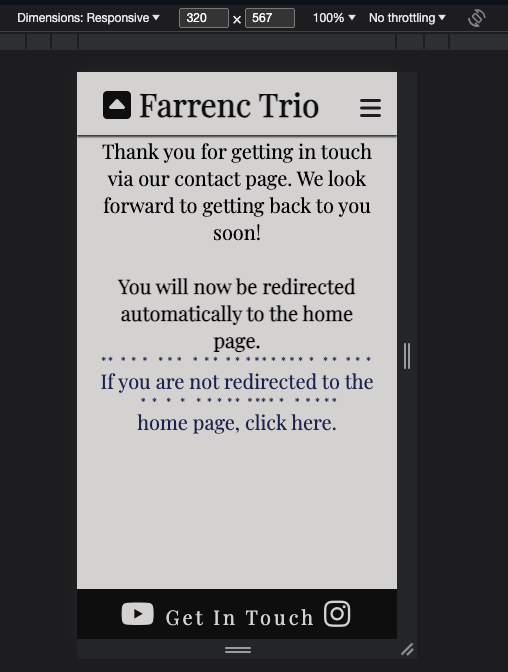 Dimensions: Responsive 320 × 567 100% No throttling
Farrenc Trio
Thank you for getting in touch
via our contact page. We look
forward to getting back to you
soon!
You will now be redirected
automatically to the home
page.
If you are not redirected to the
home page, click here.
Get In Touch